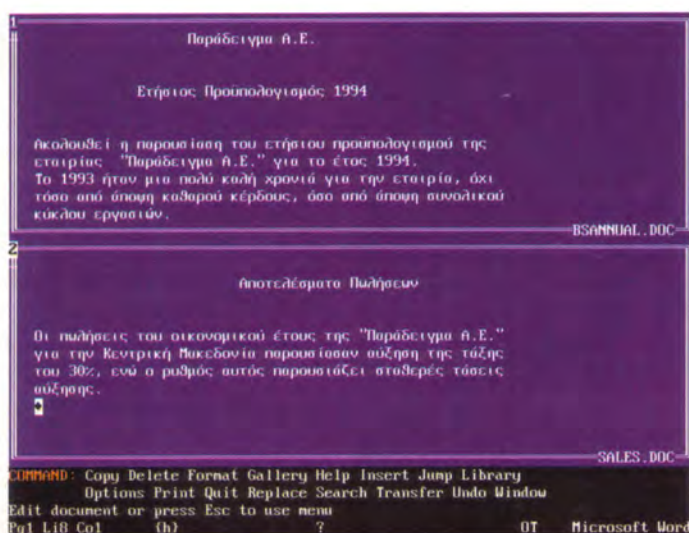 1
Παράδειγμα Α.Ε.
Ετήσιος Προϋπολογισμός 1994
Ακολουθεί η παρουσίαση του ετήσιου προϋπολογισμού της
εταιρίας "Παράδειγμα Α.Ε." για το έτος 1994.
Το 1993 ήταν μια πολύ καλή χρονιά για την εταιρία, όχι
τόσο από άποψη καθαρού κέρδους, όσο από άποψη συνολικού
κύκλου εργασιών.
BSANNUAL.DOC
2
Αποτελέσματα Πωλήσεων
Οι πωλήσεις του οικονομικού έτους της "Παράδειγμα Α.Ε."
για την Κεντρική Μακεδονία παρουσίασαν αύξηση της τάξης
του 30%, ενώ ο ρυθμός αυτός παρουσιάζει σταθερές τάσεις
αύξησης.
SALES.DOC
COMMAND: Copy Delete Format Gallery Help Insert Jump Library
Options Print Quit Replace Search Transfer Undo Window
Edit document or press Esc to use menu
Pg1 Li8 Co1 {h} ? OT Microsoft Word